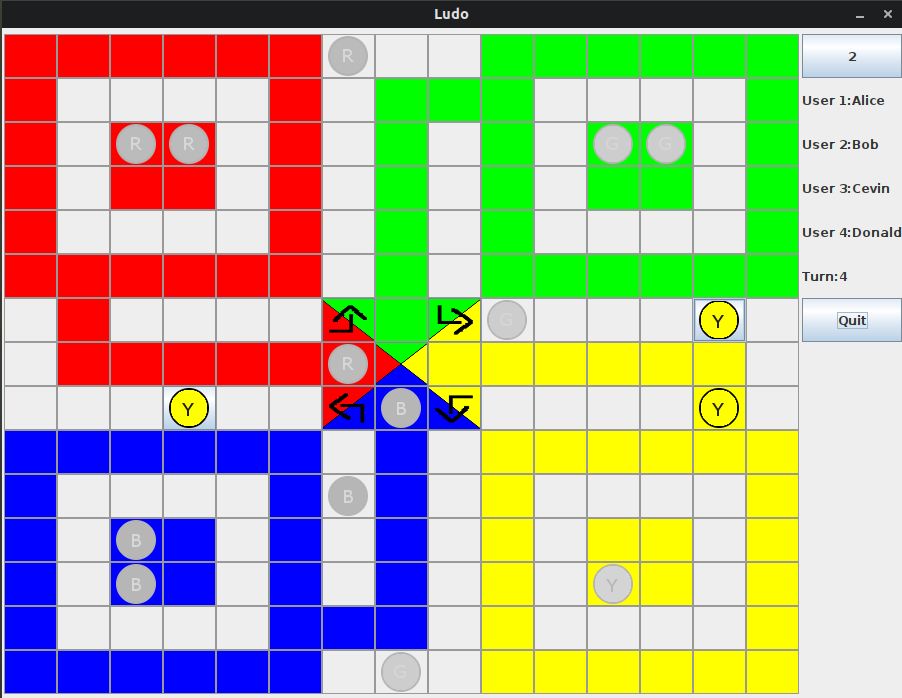 Ludo
R
2
User 1:Alice
R R G G
User 2:Bob
User 3:Cevin
User 4:Donald
Turn:4
G Y
Quit
R
Y B Y
B
B
B Y
G